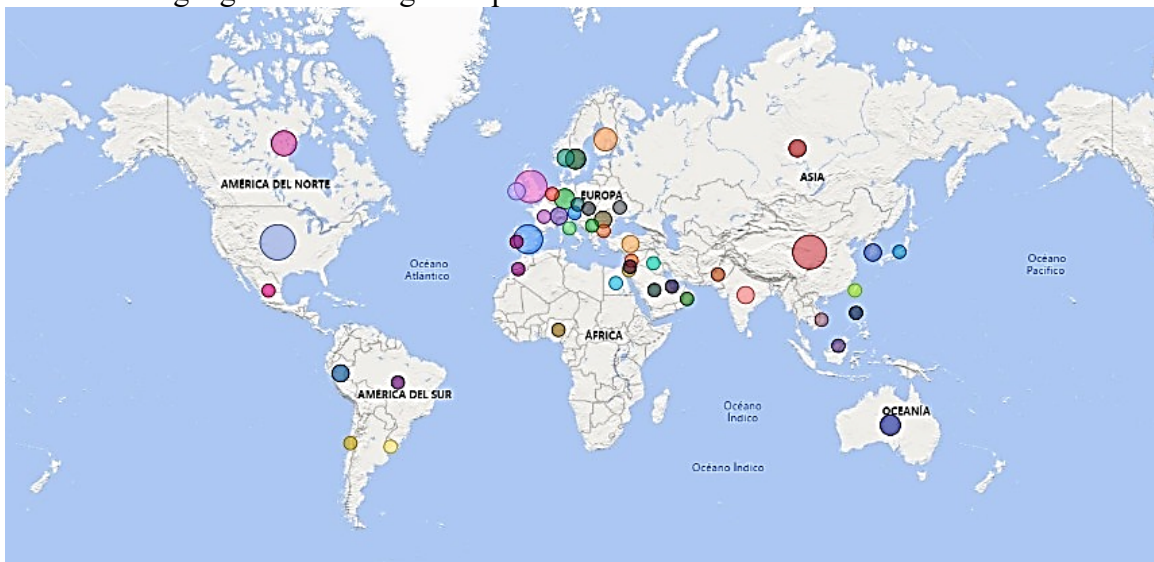 AMÉRICA DEL NORTE
EUROPA
ASIA
Océano
Atlántico
Océano
Pacífico
ÁFRICA
AMÉRICA DEL SUR
Océano
Índico
OCEANÍA
Océano Índico